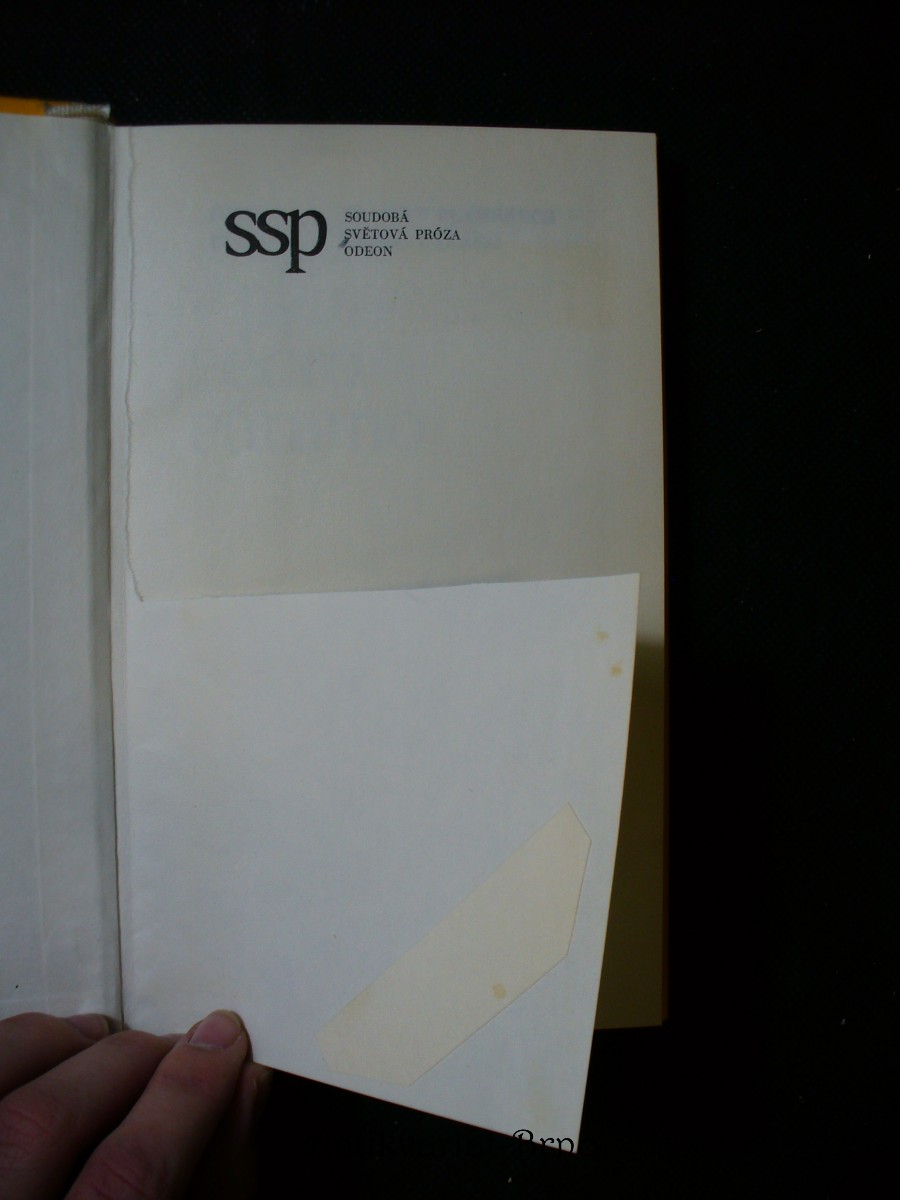 ssp
SOUDOBÁ
SVĚTOVÁ PRÓZA
ODEON